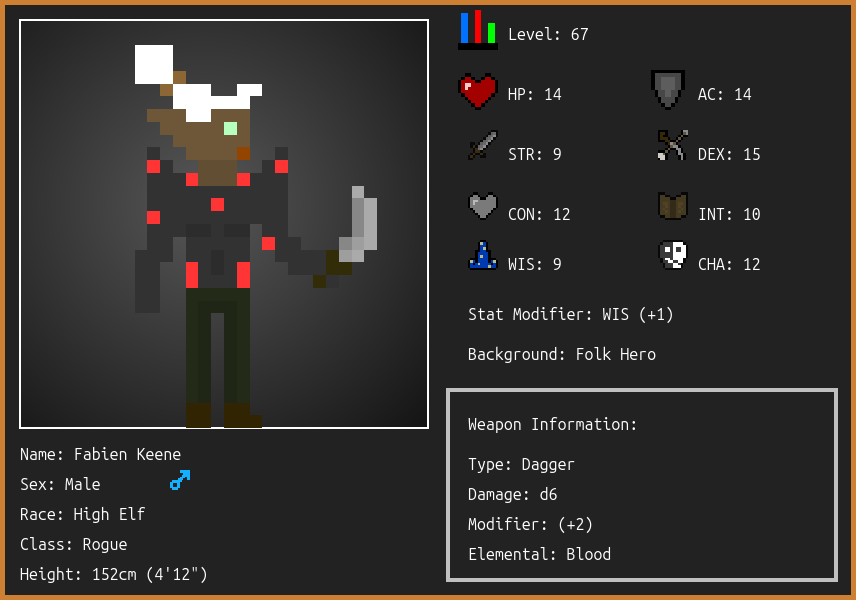 Level: 67
HP: 14
AC: 14
STR: 9
DEX: 15
CON: 12
INT: 10
WIS: 9
CHA: 12
Stat Modifier: WIS (+1)
Background: Folk Hero
Weapon Information:
Type: Dagger
Damage: d6
Modifier: (+2)
Elemental: Blood
Name: Fabien Keene
Sex: Male
Race: High Elf
Class: Rogue
Height: 152cm (4'12")